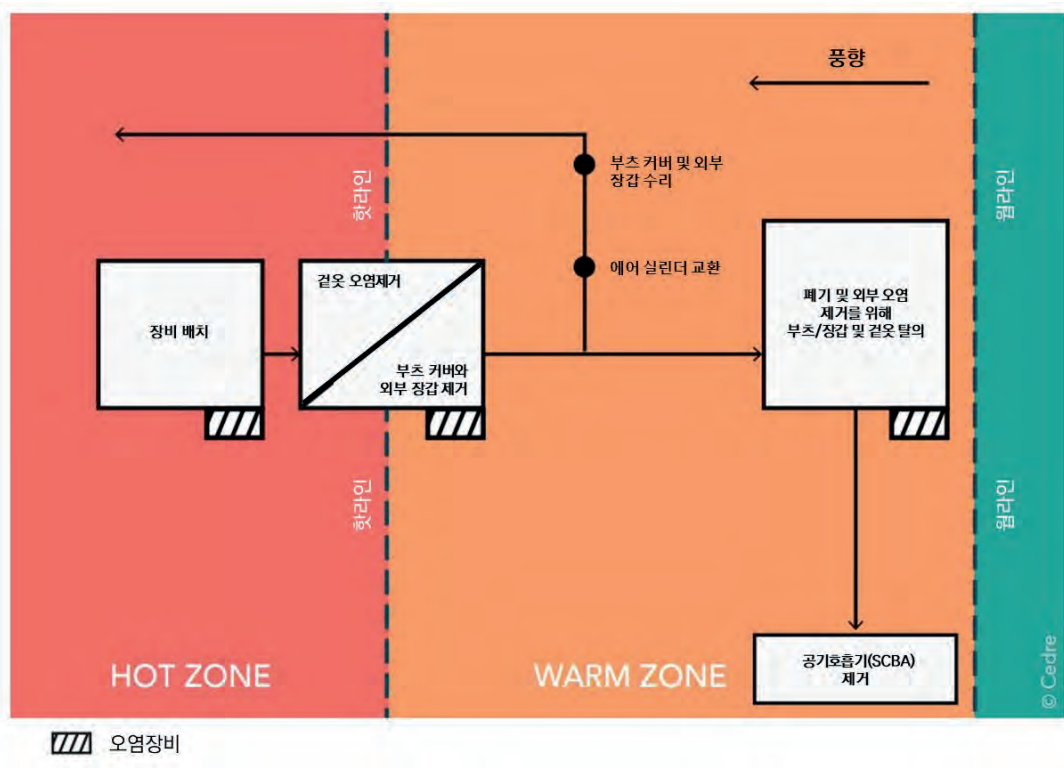 풍향
부츠 커버 및 외부
장갑 수리
핫라인
웜라인
에어 실린더 교환
장비 배치
겉옷 오염제거
부츠 커버와
외부 장갑 제거
폐기 및 외부 오염
제거를 위해
부츠/장갑 및 겉옷 탈의
핫라인
웜라인
HOT ZONE
WARM ZONE
공기호흡기(SCBA)
제거
© Cedre
오염장비